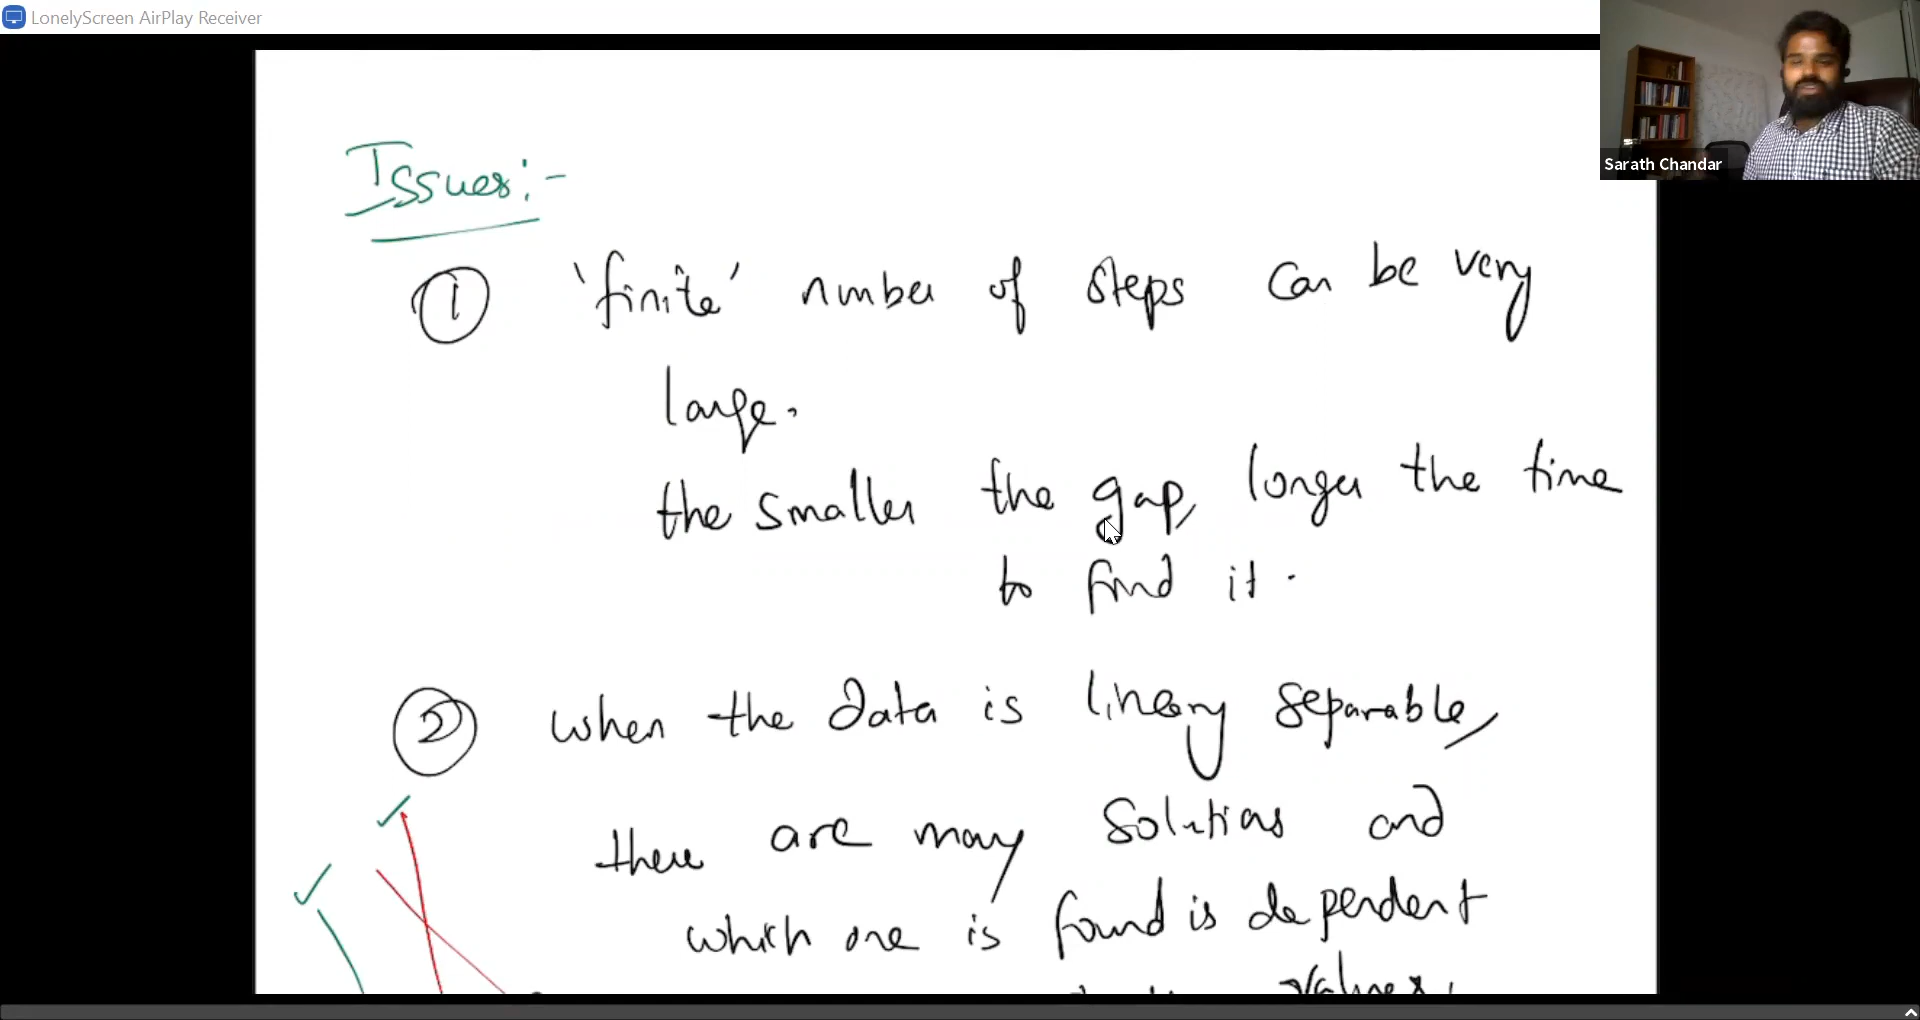 LonelyScreen AirPlay Receiver
Sarath Chandar
Issues:-
① 'finite' number of steps can be very
large.
the smaller the gap, longer the time
to find it.
② when the data is lineary separable,
there are many solutions and
which one is found is dependent
values.